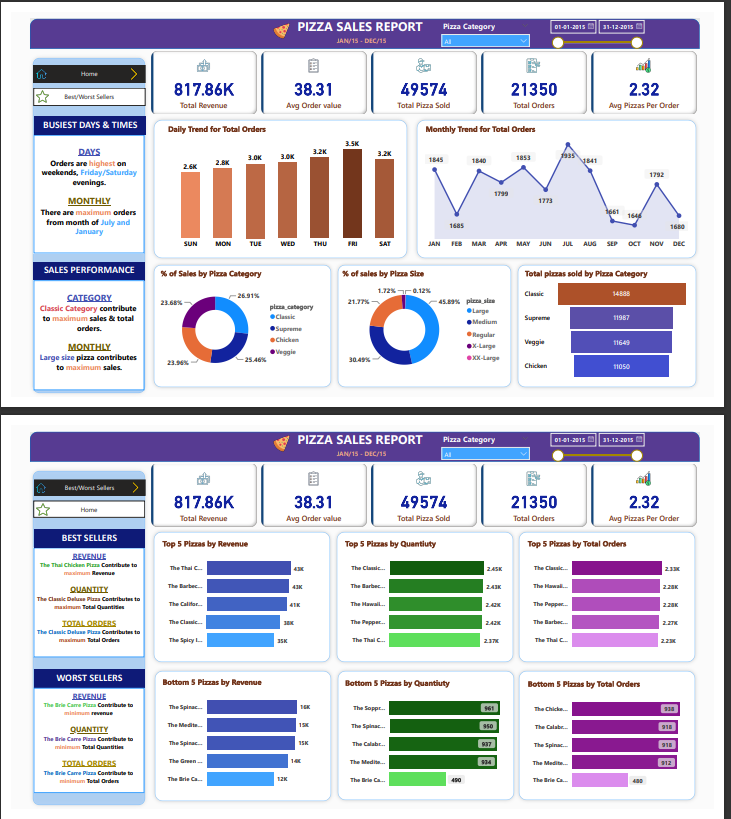 PIZZA SALES REPORT
JAN/15 - DEC/15
Pizza Category
All
01-01-2015
31-12-2015
Home
Best/Worst Sellers
817.86K
Total Revenue
38.31
Avg Order value
49574
Total Pizza Sold
21350
Total Orders
2.32
Avg Pizzas Per Order
BUSIEST DAYS & TIMES
DAYS
Orders are highest on
weekends, Friday/Saturday
evenings.
MONTHLY
There are maximum orders
from month of July and
January
SALES PERFORMANCE
CATEGORY
Classic Category contribute
to maximum sales & total
orders.
MONTHLY
Large size pizza contributes
to maximum sales.
Daily Trend for Total Orders
2.6K 2.8K 3.0K 3.0K 3.2K 3.5K 3.2K
SUN MON TUE WED THU FRI SAT
Monthly Trend for Total Orders
1845 1685 1840 1799 1853 1773 1935 1841 1661 1646 1792 1680
JAN FEB MAR APR MAY JUN JUL AUG SEP OCT NOV DEC
% of Sales by Pizza Category
26.91%
25.46%
23.96%
23.68%
pizza_category
Classic
Supreme
Chicken
Veggie
% of sales by Pizza Size
1.72%
0.12%
45.89%
30.49%
21.77%
pizza_size
Large
Medium
Regular
X-Large
XX-Large
Total pizzas sold by Pizza Category
Classic 14888
Supreme 11987
Veggie 11649
Chicken 11050
PIZZA SALES REPORT
JAN/15 - DEC/15
Pizza Category
All
01-01-2015
31-12-2015
Best/Worst Sellers
Home
817.86K
Total Revenue
38.31
Avg Order value
49574
Total Pizza Sold
21350
Total Orders
2.32
Avg Pizzas Per Order
BEST SELLERS
REVENUE
The Thai Chicken Pizza Contribute to
maximum Revenue
QUANTITY
The Classic Deluxe Pizza Contributes to
maximum Total Quantities
TOTAL ORDERS
The Classic Deluxe Pizza Contributes to
maximum Total Orders
WORST SELLERS
REVENUE
The Brie Carre Pizza Contribute to
minimum revenue
QUANTITY
The Brie Carre Pizza Contribute to
minimum Total Quantities
TOTAL ORDERS
The Brie Carre Pizza Contribute to
minimum Total Orders
Top 5 Pizzas by Revenue
The Thai C... 43K
The Barbec... 43K
The Califor... 41K
The Classic... 38K
The Spicy I... 35K
Top 5 Pizzas by Quantiuty
The Classic... 2.45K
The Barbec... 2.43K
The Hawaii... 2.42K
The Pepper... 2.42K
The Thai C... 2.37K
Top 5 Pizzas by Total Orders
The Classic... 2.33K
The Hawaii... 2.28K
The Pepper... 2.28K
The Barbec... 2.27K
The Thai C... 2.23K
Bottom 5 Pizzas by Revenue
The Spinac... 16K
The Medite... 15K
The Spinac... 15K
The Green ... 14K
The Brie Ca... 12K
Bottom 5 Pizzas by Quantiuty
The Soppr... 961
The Spinac... 950
The Calabr... 937
The Medite... 934
The Brie Ca... 490
Bottom 5 Pizzas by Total Orders
The Chicke... 938
The Calabr... 918
The Spinac... 918
The Medite... 912
The Brie Ca... 480